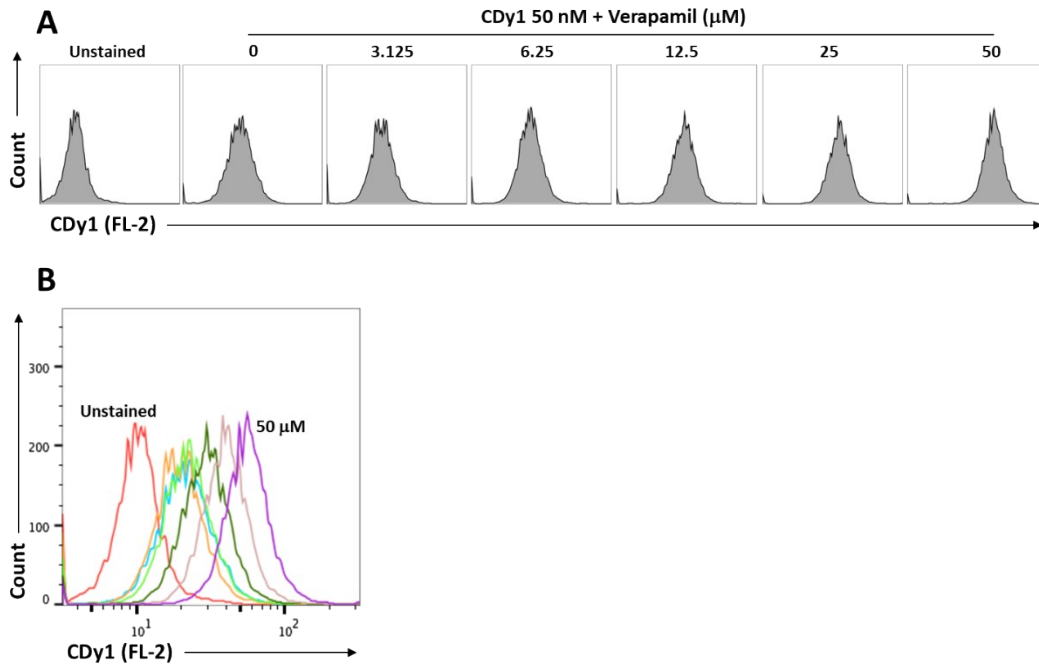 A
CDy1 50 nM + Verapamil (μM)
Unstained 0 3.125 6.25 12.5 25 50
Count
CDy1 (FL-2)
B
300
200
100
0
Count
Unstained
50 μM
10¹ 10²
CDy1 (FL-2)